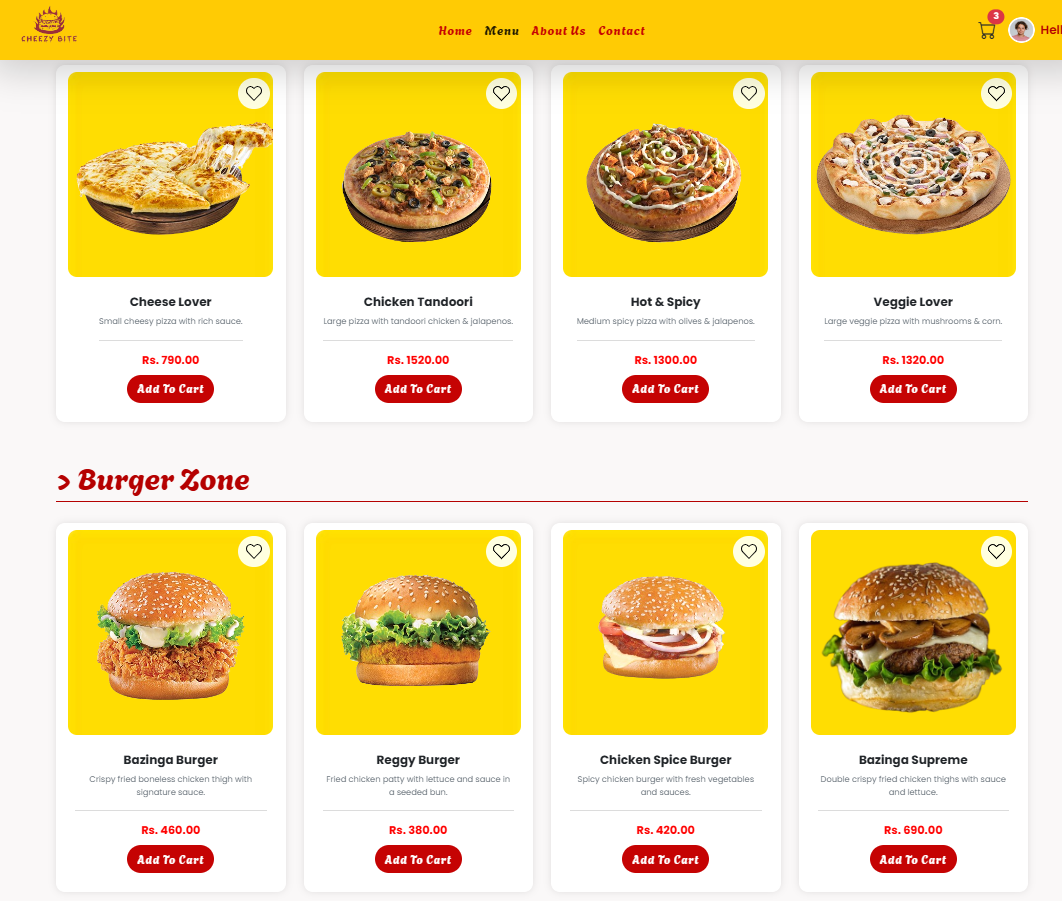 CHEEZY BITE
Home Menu About Us Contact
3
Hell
Cheese Lover
Small cheesy pizza with rich sauce.
Rs. 790.00
Add To Cart
Chicken Tandoori
Large pizza with tandoori chicken & jalapenos.
Rs. 1520.00
Add To Cart
Hot & Spicy
Medium spicy pizza with olives & jalapenos.
Rs. 1300.00
Add To Cart
Veggie Lover
Large veggie pizza with mushrooms & corn.
Rs. 1320.00
Add To Cart
> Burger Zone
Bazinga Burger
Crispy fried boneless chicken thigh with
signature sauce.
Rs. 460.00
Add To Cart
Reggy Burger
Fried chicken patty with lettuce and sauce in
a seeded bun.
Rs. 380.00
Add To Cart
Chicken Spice Burger
Spicy chicken burger with fresh vegetables
and sauces.
Rs. 420.00
Add To Cart
Bazinga Supreme
Double crispy fried chicken thighs with sauce
and lettuce.
Rs. 690.00
Add To Cart